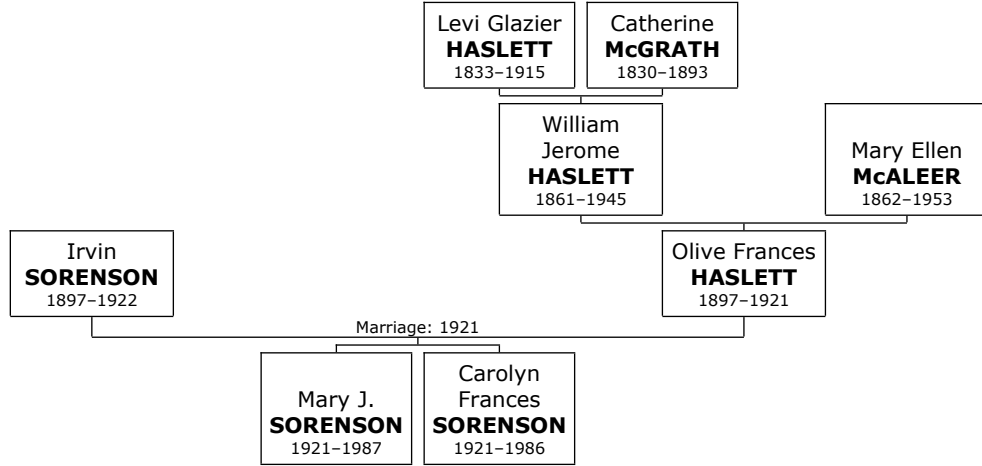 Levi Glazier
HASLETT
1833–1915
Catherine
McGRATH
1830–1893
William
Jerome
HASLETT
1861–1945
Mary Ellen
McALEER
1862–1953
Irvin
SORENSON
1897–1922
Olive Frances
HASLETT
1897–1921
Marriage: 1921
Mary J.
SORENSON
1921–1987
Carolyn
Frances
SORENSON
1921–1986